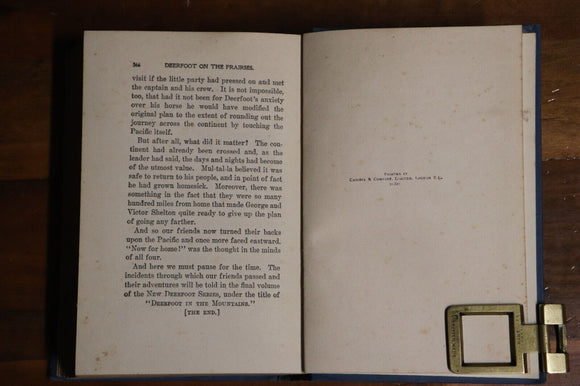 366 DEERFOOT ON THE PRAIRIES.
visit if the little party had pressed on and met
the captain and his crew. It is not impossible,
too, that had it not been for Deerfoot's anxiety
over his horse he would have modified the
original plan to the extent of rounding out the
journey across the continent by touching the
Pacific itself.
But after all, what did it matter? The con-
tinent had already been crossed and, as the
leader had said, the days and nights had become
of the utmost value. Mul-tal-la believed it was
safe to return to his people, and in point of fact
he had grown homesick. Moreover, there was
something in the fact that they were so many
hundred miles from home that made George and
Victor Shelton quite ready to give up the plan
of going any farther.
And so our friends now turned their backs
upon the Pacific and once more faced eastward.
"Now for home!" was the thought in the minds
of all four.
And here we must pause for the time. The
incidents through which our friends passed and
their adventures will be told in the final volume
of the NEW DEERFOOT SERIES, under the title of
"DEERFOOT IN THE MOUNTAINS."
[THE END.]
PRINTED BY
CASSELL & COMPANY, LIMITED, LONDON E.C.